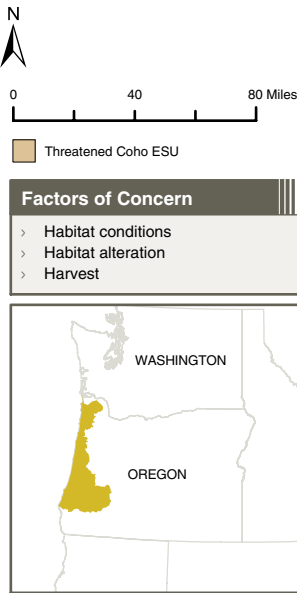 N
0 40 80 Miles
Threatened Coho ESU
Factors of Concern
› Habitat conditions
› Habitat alteration
› Harvest
WASHINGTON
OREGON